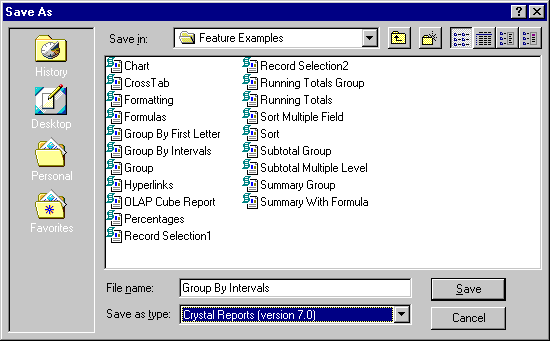 Save As
Save in: Feature Examples
History
Desktop
Personal
Favorites
Chart
CrossTab
Formatting
Formulas
Group By First Letter
Group By Intervals
Group
Hyperlinks
OLAP Cube Report
Percentages
Record Selection1
Record Selection2
Running Totals Group
Running Totals
Sort Multiple Field
Sort
Subtotal Group
Subtotal Multiple Level
Summary Group
Summary With Formula
File name: Group By Intervals
Save
Save as type: Crystal Reports (version 7.0)
Cancel